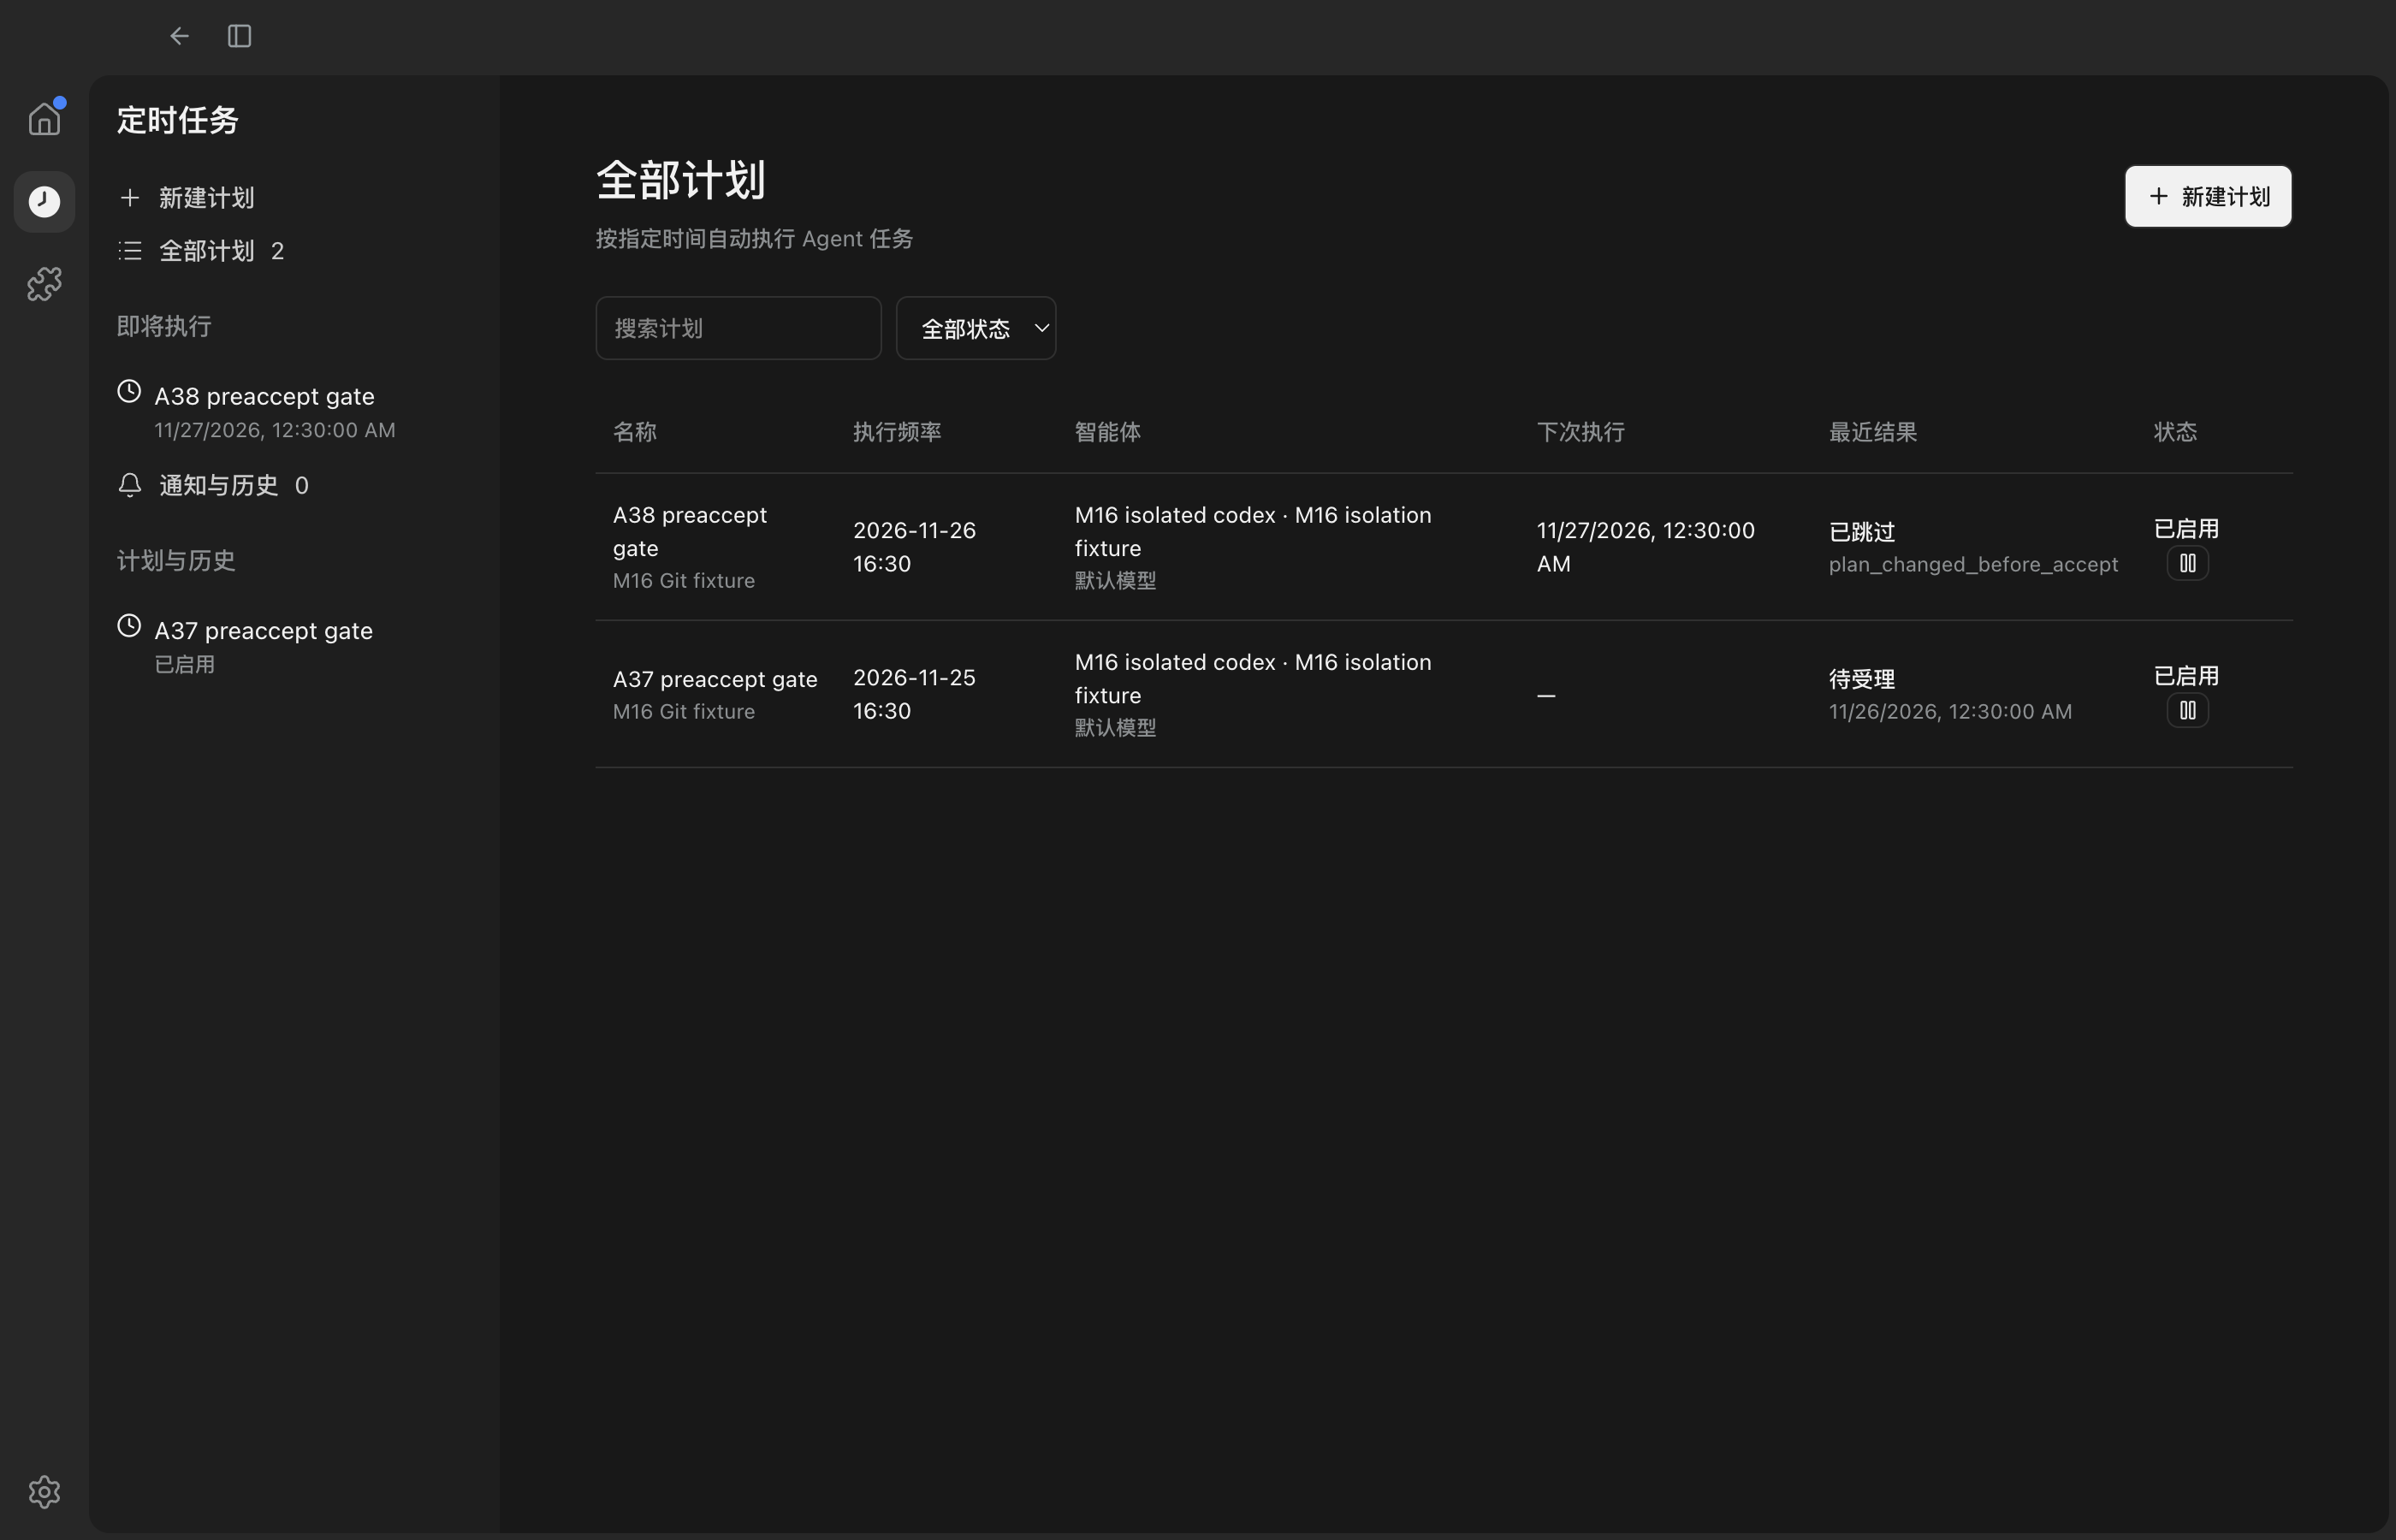 定时任务
新建计划
全部计划 2
即将执行
A38 preaccept gate
11/27/2026, 12:30:00 AM
通知与历史 0
计划与历史
A37 preaccept gate
已启用
全部计划
按指定时间自动执行 Agent 任务
新建计划
搜索计划
全部状态
名称 执行频率 智能体 下次执行 最近结果 状态
A38 preaccept
gate
M16 Git fixture
2026-11-26
16:30
M16 isolated codex · M16 isolation
fixture
默认模型
11/27/2026, 12:30:00
AM
已跳过
plan_changed_before_accept
已启用
A37 preaccept gate
M16 Git fixture
2026-11-25
16:30
M16 isolated codex · M16 isolation
fixture
默认模型
—
待受理
11/26/2026, 12:30:00 AM
已启用